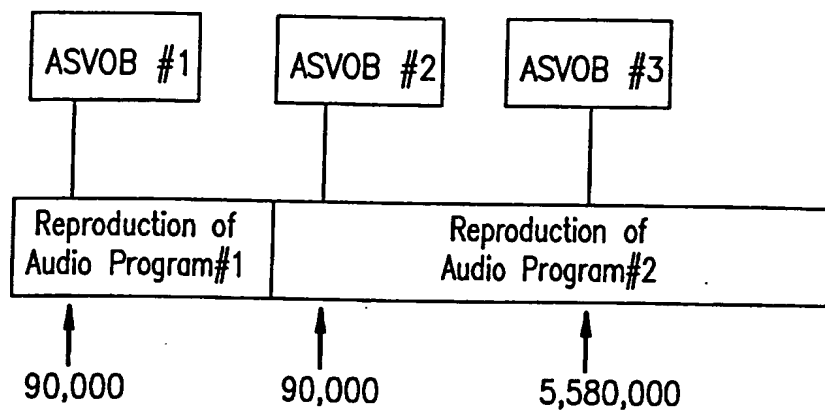 ASVOB #1
ASVOB #2
ASVOB #3
Reproduction of
Audio Program#1
Reproduction of
Audio Program#2
90,000
90,000
5,580,000